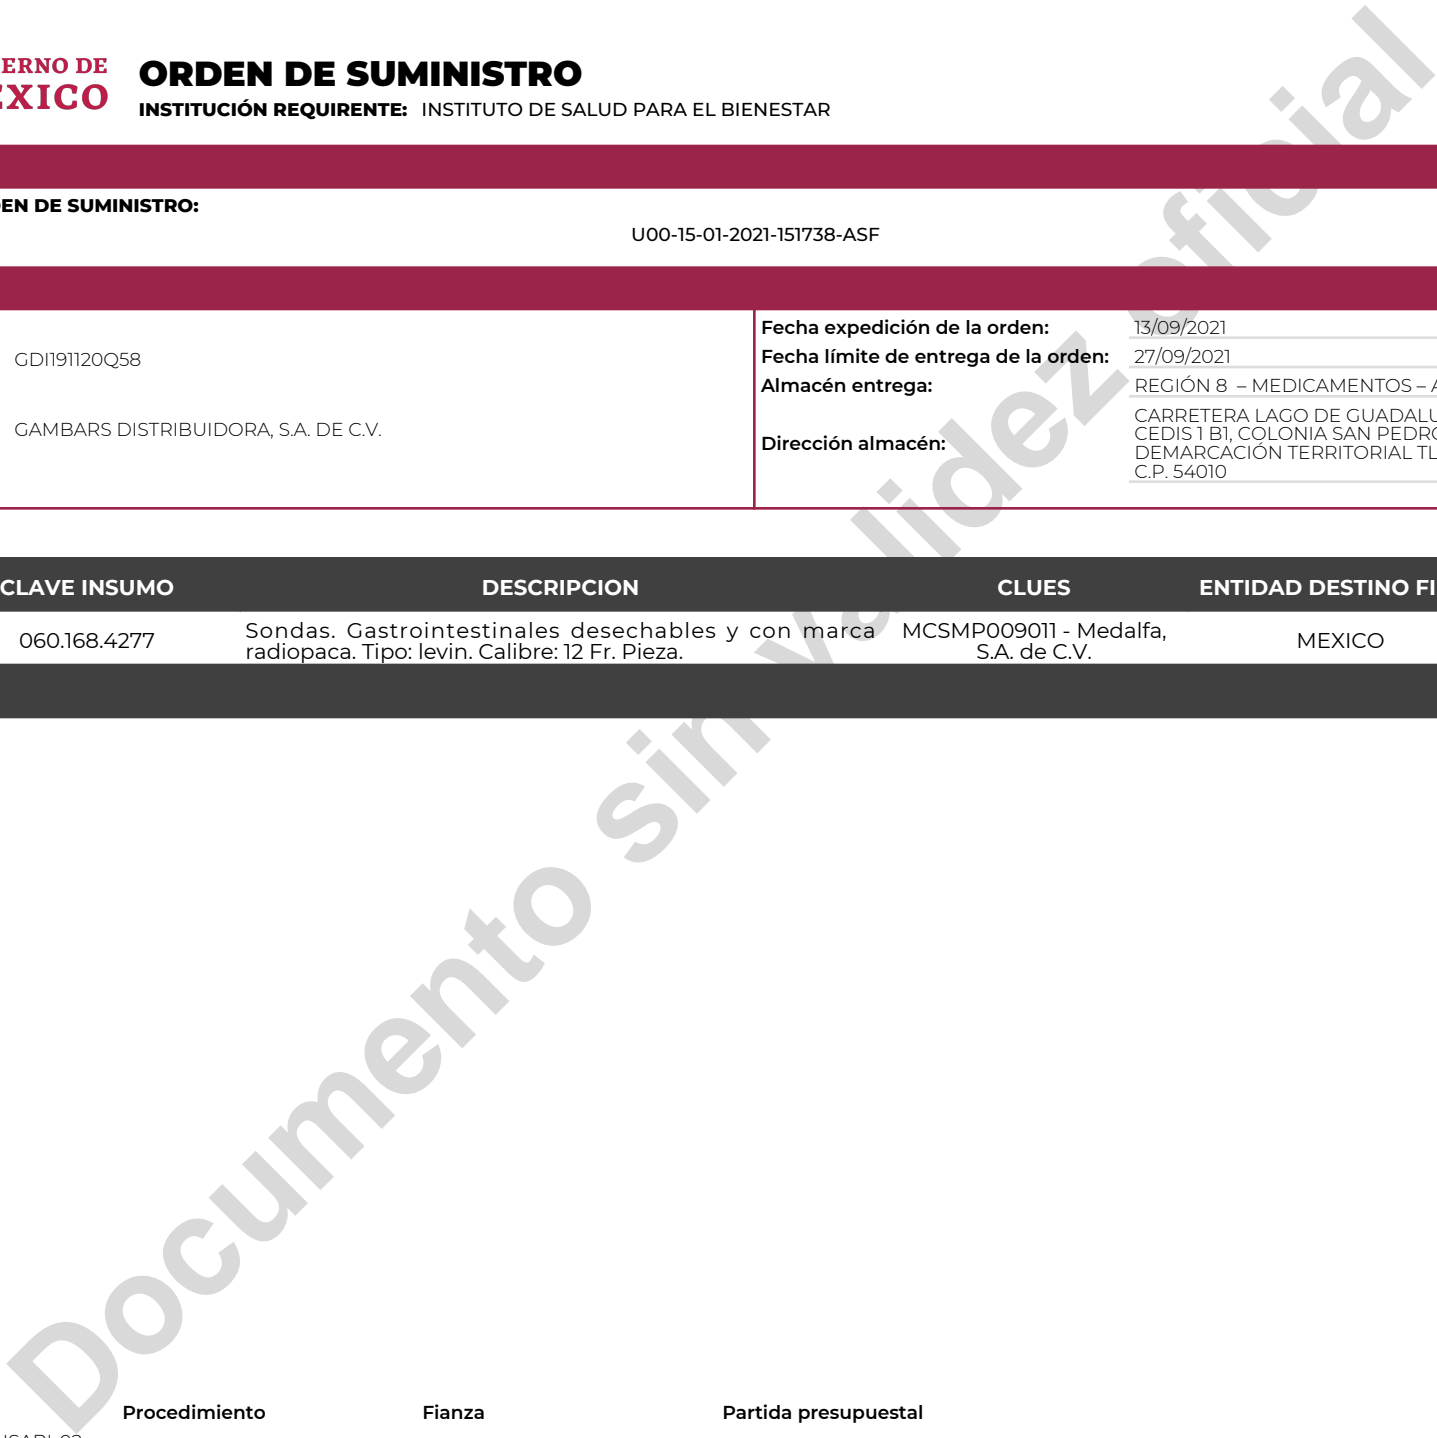 ERNO DE
EXICO
ORDEN DE SUMINISTRO
INSTITUCIÓN REQUIRENTE: INSTITUTO DE SALUD PARA EL BIENESTAR
EN DE SUMINISTRO:
U00-15-01-2021-151738-ASF
GDI191120Q58
GAMBARS DISTRIBUIDORA, S.A. DE C.V.
Fecha expedición de la orden: 13/09/2021
Fecha límite de entrega de la orden: 27/09/2021
Almacén entrega: REGIÓN 8 – MEDICAMENTOS – A
Dirección almacén:
CARRETERA LAGO DE GUADALU
CEDIS 1 B1, COLONIA SAN PEDRO
DEMARCACIÓN TERRITORIAL TL
C.P. 54010
CLAVE INSUMO DESCRIPCION CLUES ENTIDAD DESTINO FI
060.168.4277
Sondas. Gastrointestinales desechables y con marca
radiopaca. Tipo: levin. Calibre: 12 Fr. Pieza.
MCSMP009011 - Medalfa,
S.A. de C.V.
MEXICO
Documento sin validez oficial
Procedimiento Fianza Partida presupuestal